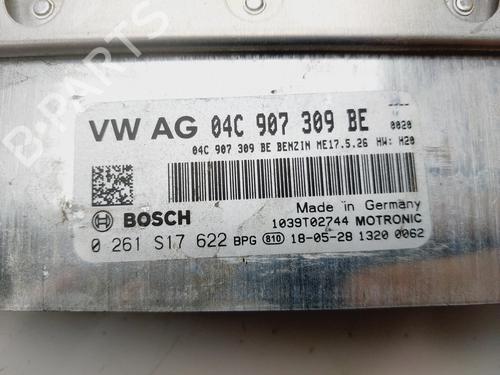 VW AG 04C 907 309 BE
0020
04C 907 309 BE BENZIN ME17.5.26 HW: H20
Made in Germany
BOSCH
1039T02744 MOTRONIC
0 261 S17 622 BPG 810 18-05-28 1320 0062
B-PARTS